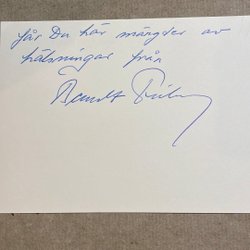 får Du här mängder av
hälsningar från